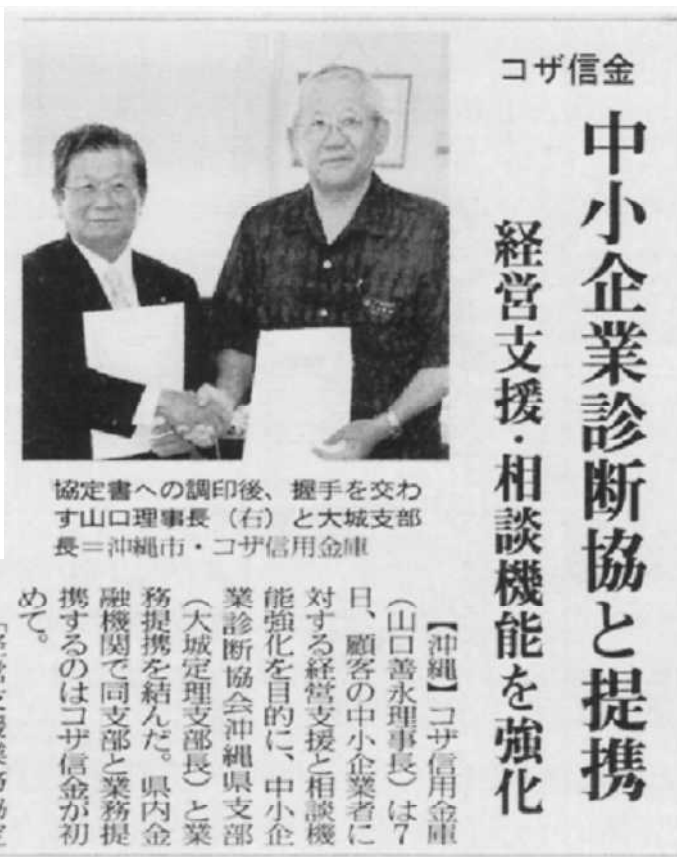 コザ信金
中小企業診断協と提携
経営支援・相談機能を強化
協定書への調印後、握手を交わ
す山口理事長（右）と大城支部
長＝沖縄市・コザ信用金庫
【沖縄】コザ信用金庫
（山口善永理事長）は７
日、顧客の中小企業者に
対する経営支援と相談機
能強化を目的に、中小企
業診断協会沖縄県支部
（大城定理支部長）と業
務提携を結んだ。県内金
融機関で同支部と業務提
携するのはコザ信金が初
めて。